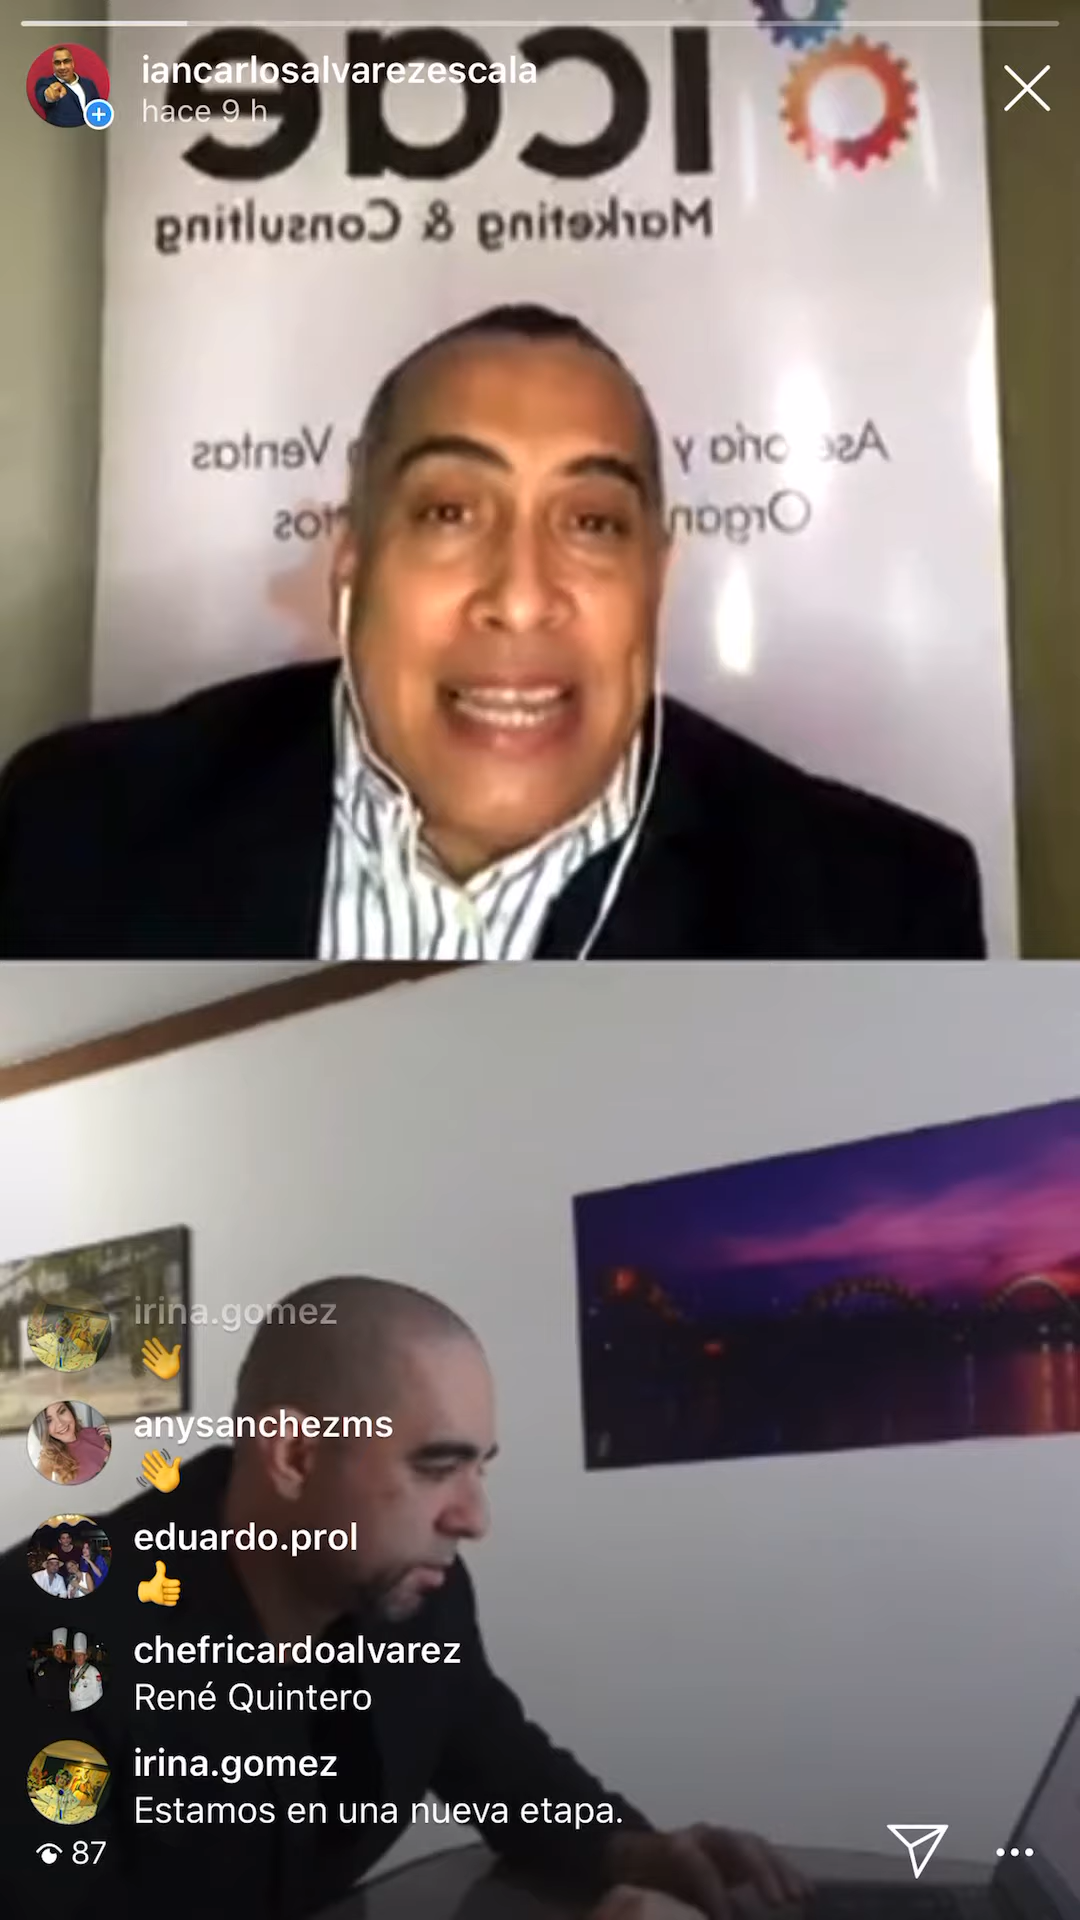 iancarlosalvarezescala
hace 9 h
icae
Marketing & Consulting
Ventas
y
irina.gomez
👋
anysanchezms
👋
eduardo.prol
👍
chefricardoalvarez
René Quintero
irina.gomez
Estamos en una nueva etapa.
87